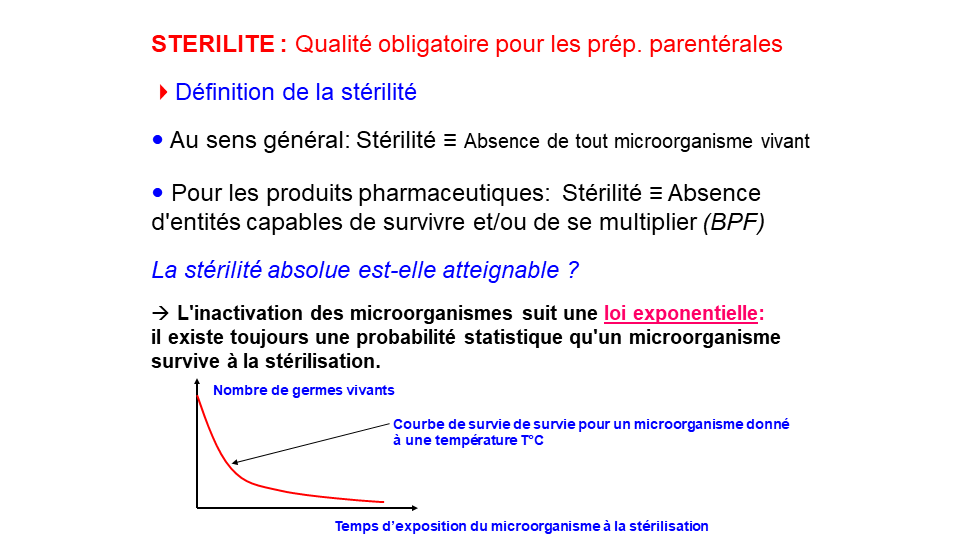 STERILITE : Qualité obligatoire pour les prép. parentérales
Définition de la stérilité
• Au sens général: Stérilité ≡ Absence de tout microorganisme vivant
• Pour les produits pharmaceutiques: Stérilité ≡ Absence
d'entités capables de survivre et/ou de se multiplier (BPF)
La stérilité absolue est-elle atteignable ?
→ L'inactivation des microorganismes suit une loi exponentielle:
il existe toujours une probabilité statistique qu'un microorganisme
survive à la stérilisation.
Nombre de germes vivants
Courbe de survie de survie pour un microorganisme donné
à une température T°C
Temps d’exposition du microorganisme à la stérilisation